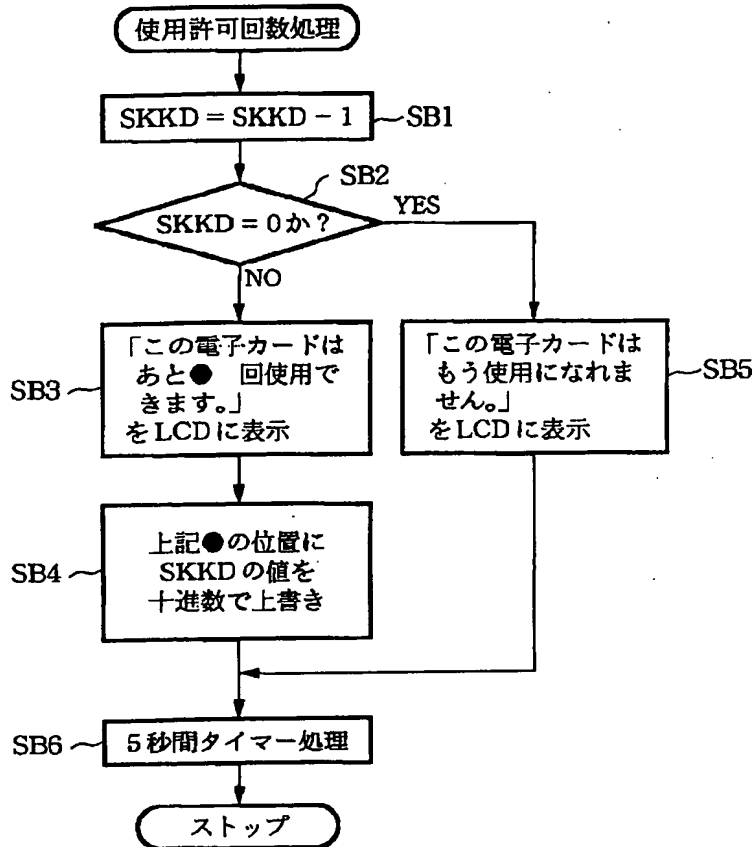 使用許可回数処理
SKKD = SKKD - 1
SB1
SB2
SKKD = 0か?
YES
NO
「この電子カードは
あと● 回使用で
きます。」
をLCDに表示
SB3
「この電子カードは
もう使用になれま
せん。」
をLCDに表示
SB5
上記●の位置に
SKKDの値を
十進数で上書き
SB4
SB6
5秒間タイマー処理
ストップ